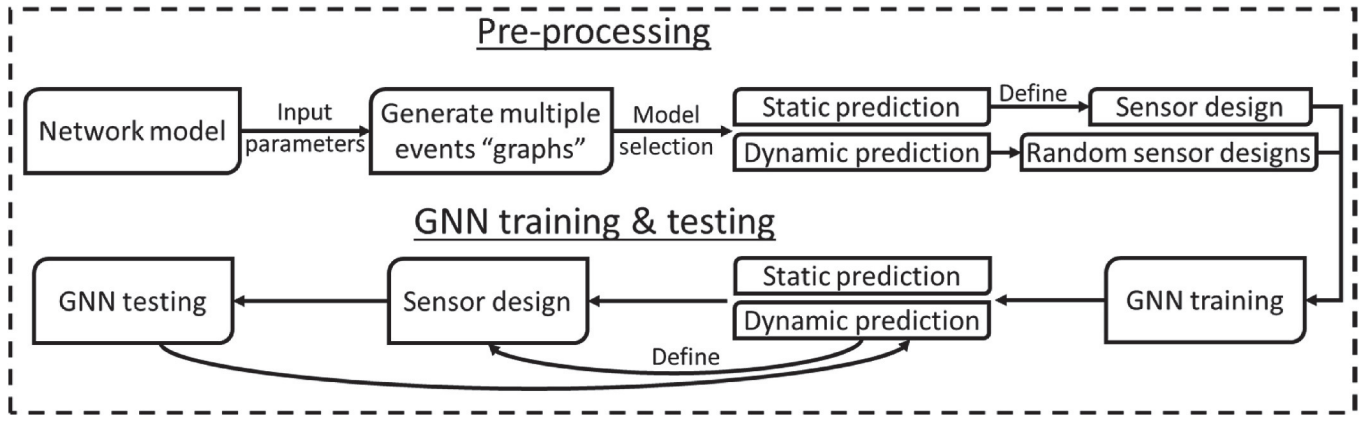 Pre-processing
Network model
Input
parameters
Generate multiple
events “graphs”
Model
selection
Static prediction
Dynamic prediction
Define
Sensor design
Random sensor designs
GNN training & testing
GNN testing
Sensor design
Static prediction
Dynamic prediction
GNN training
Define